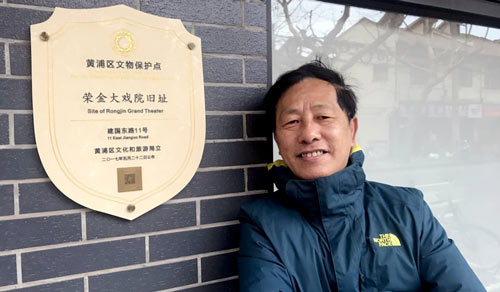 黄浦区文物保护点
荣金大戏院旧址
Site of Rongjin Grand Theater
建国东路11号
11 East Jianguo Road
黄浦区文化和旅游局立
二〇一七年五月二十二日公布
THE
NORTH
FACE